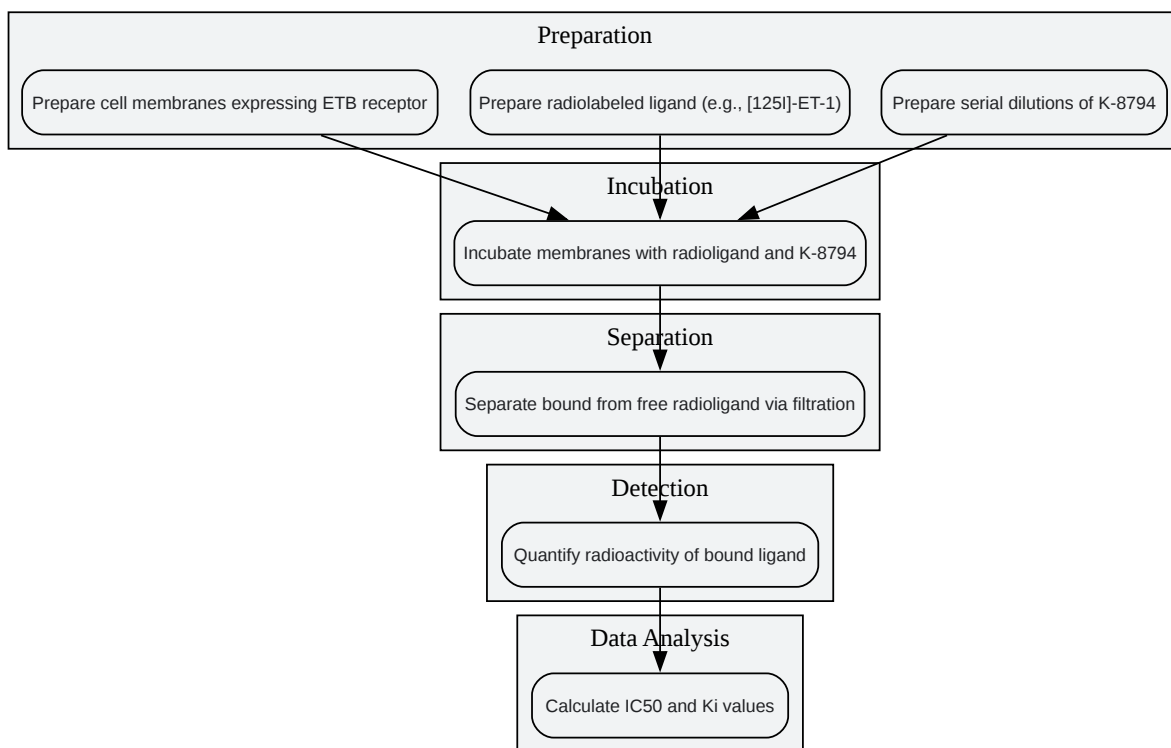 Preparation
Prepare cell membranes expressing ETB receptor
Prepare radiolabeled ligand (e.g., [125I]-ET-1)
Prepare serial dilutions of K-8794
Incubation
Incubate membranes with radioligand and K-8794
Separation
Separate bound from free radioligand via filtration
Detection
Quantify radioactivity of bound ligand
Data Analysis
Calculate IC50 and Ki values